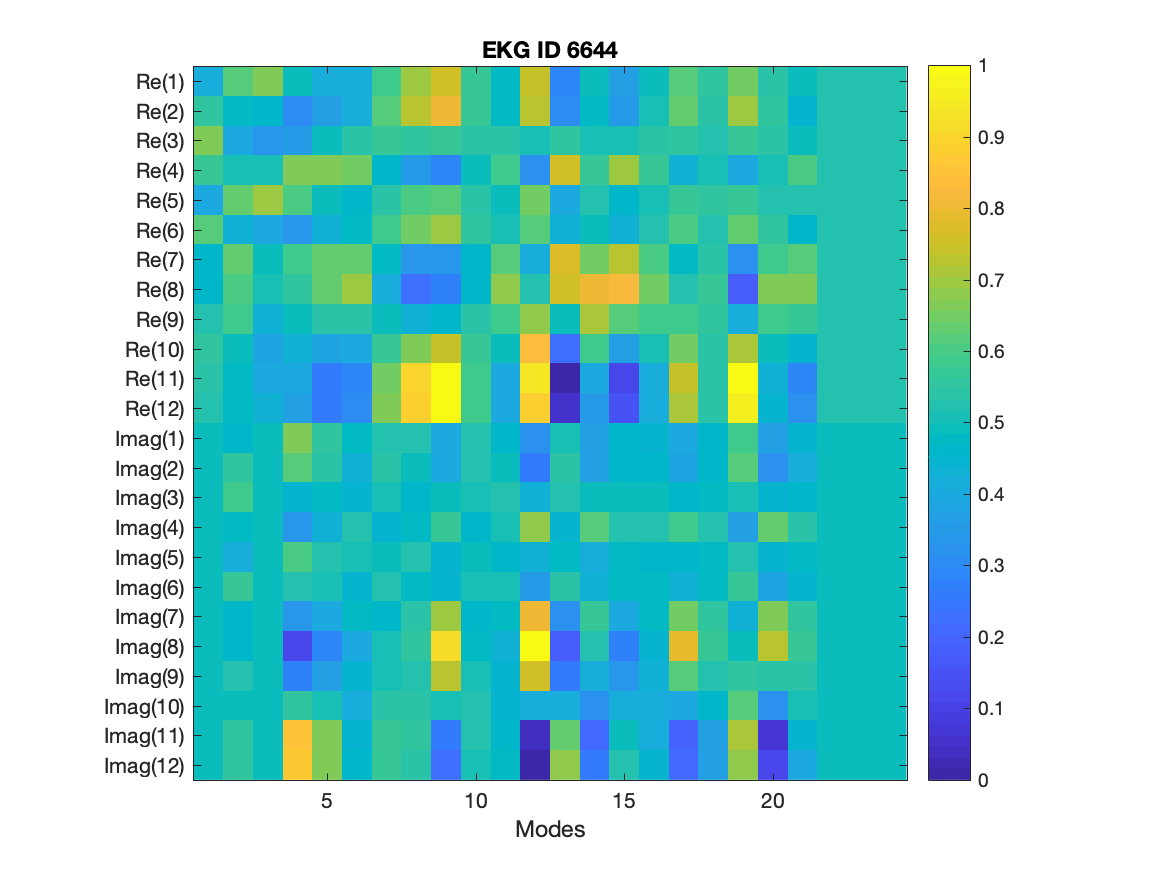 EKG ID 6644
Re(1)
Re(2)
Re(3)
Re(4)
Re(5)
Re(6)
Re(7)
Re(8)
Re(9)
Re(10)
Re(11)
Re(12)
Imag(1)
Imag(2)
Imag(3)
Imag(4)
Imag(5)
Imag(6)
Imag(7)
Imag(8)
Imag(9)
Imag(10)
Imag(11)
Imag(12)
5 10 15 20
Modes
1
0.9
0.8
0.7
0.6
0.5
0.4
0.3
0.2
0.1
0